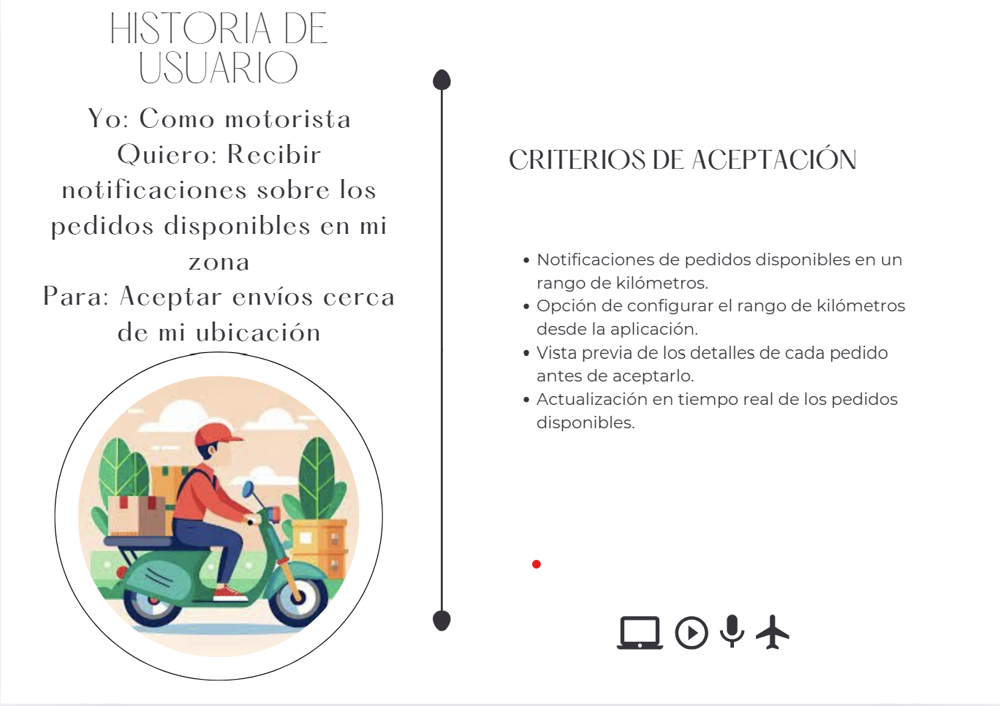 HISTORIA DE
USUARIO
Yo: Como motorista
Quiero: Recibir
notificaciones sobre los
pedidos disponibles en mi
zona
Para: Aceptar envíos cerca
de mi ubicación
CRITERIOS DE ACEPTACIÓN
• Notificaciones de pedidos disponibles en un
rango de kilómetros.
• Opción de configurar el rango de kilómetros
desde la aplicación.
• Vista previa de los detalles de cada pedido
antes de aceptarlo.
• Actualización en tiempo real de los pedidos
disponibles.